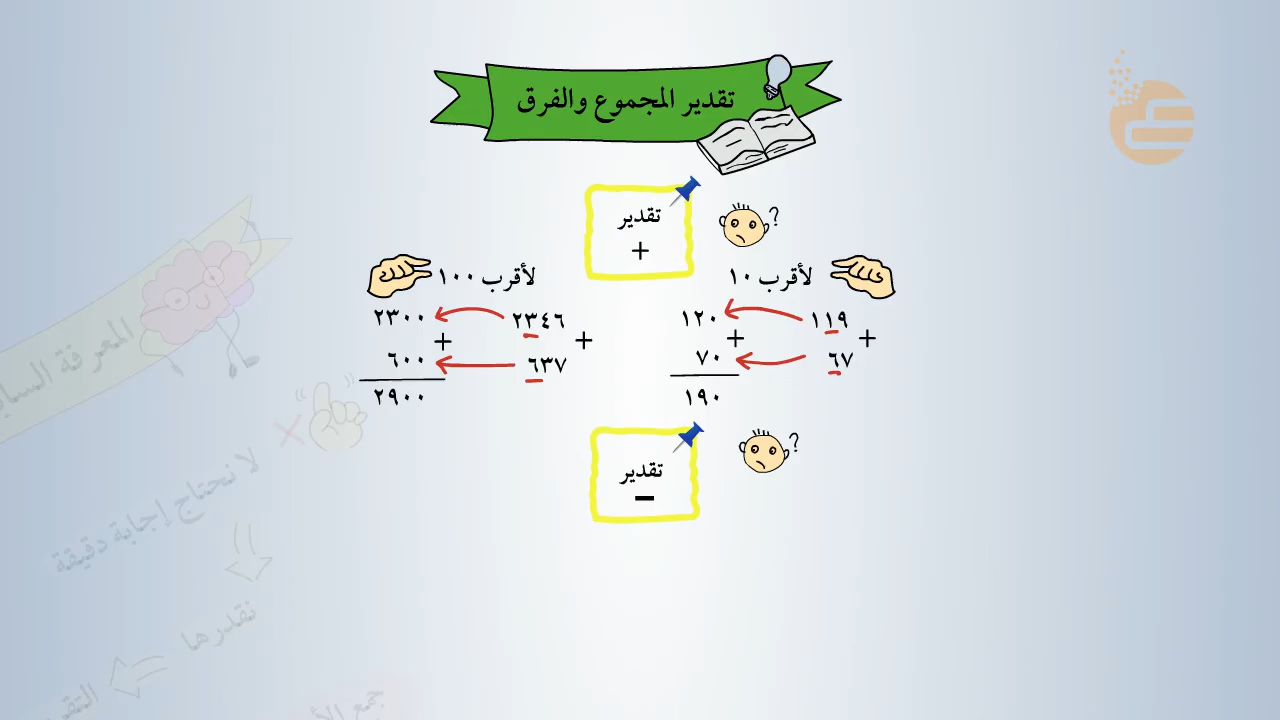 تقدير المجموع والفرق
تقدير
+
?
لأقرب ١٠
١١٩
+
٦٧
١٢٠
+
٧٠
١٩٠
لأقرب ١٠٠
٢٣٤٦
+
٦٣٧
٢٣٠٠
+
٦٠٠
٢٩٠٠
تقدير
−
?
المعرفة
لا نحتاج إجابة دقيقة
نقدرها
جمع